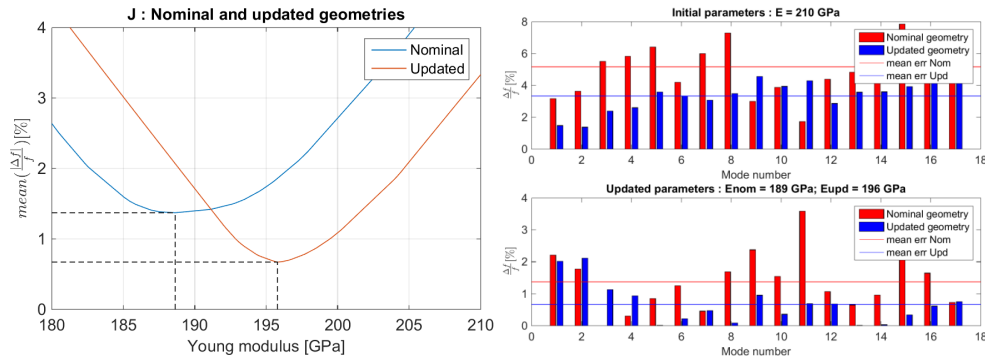 J : Nominal and updated geometries
4
3
2
1
0
mean(|Δf|/f)[%]
Nominal
Updated
180 185 190 195 200 205 210
Young modulus [GPa]
Initial parameters : E = 210 GPa
8
6
4
2
0
Δf/f [%]
Nominal geometry
Updated geometry
mean err Nom
mean err Upd
0 2 4 6 8 10 12 14 16 18
Mode number
Updated parameters : Enom = 189 GPa; Eupd = 196 GPa
4
3
2
1
0
Δf/f [%]
Nominal geometry
Updated geometry
mean err Nom
mean err Upd
0 2 4 6 8 10 12 14 16 18
Mode number